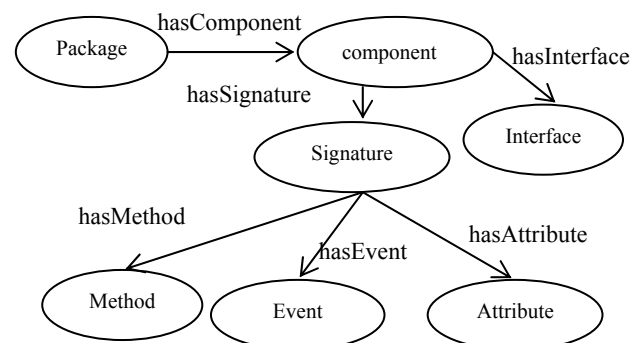 hasComponent
Package
component
hasInterface
hasSignature
Interface
Signature
hasMethod
hasEvent
hasAttribute
Method
Event
Attribute